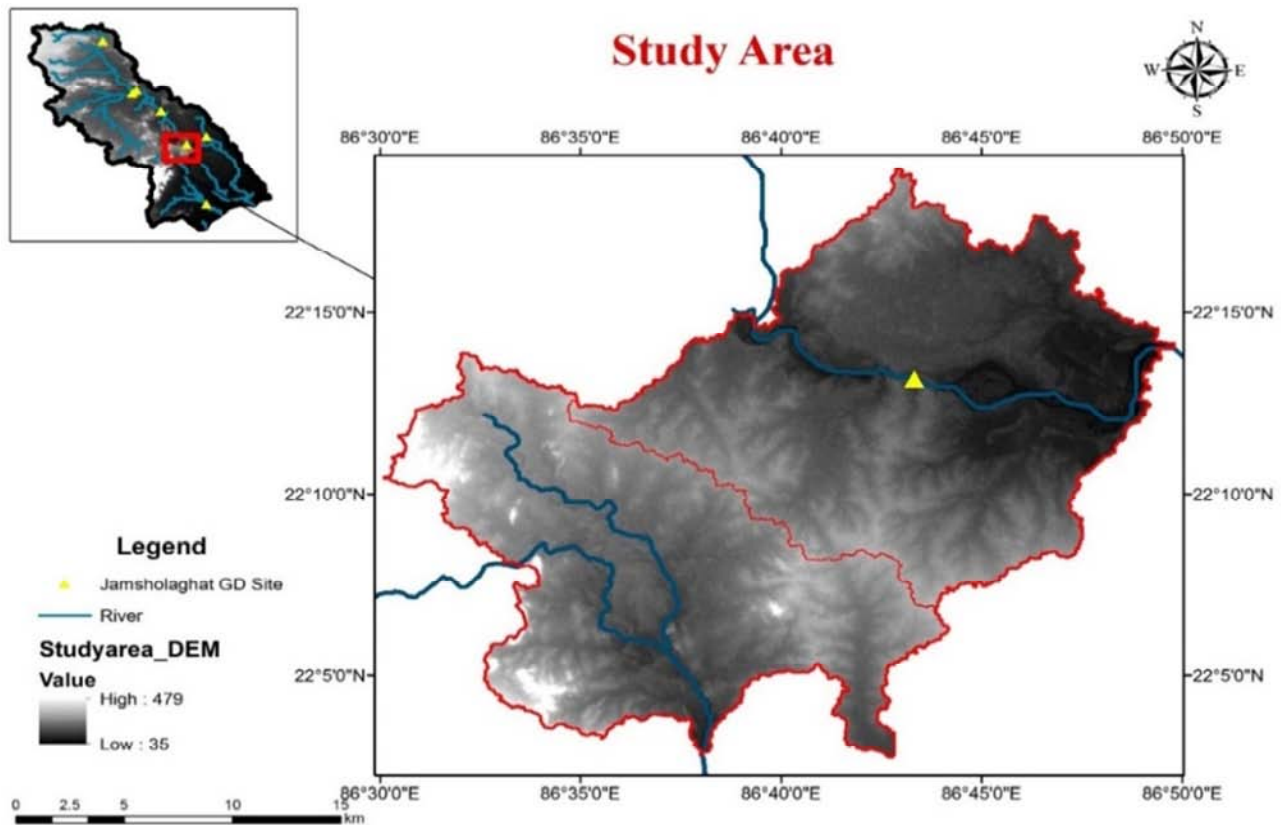 Study Area
N
W E
S
86°30'0"E 86°35'0"E 86°40'0"E 86°45'0"E 86°50'0"E
22°15'0"N 22°15'0"N
22°10'0"N 22°10'0"N
Legend
Jamsholaghat GD Site
River
Studyarea_DEM
Value
High : 479
Low : 35
22°5'0"N 22°5'0"N
86°30'0"E 86°35'0"E 86°40'0"E 86°45'0"E 86°50'0"E
0 2.5 5 10 15
km